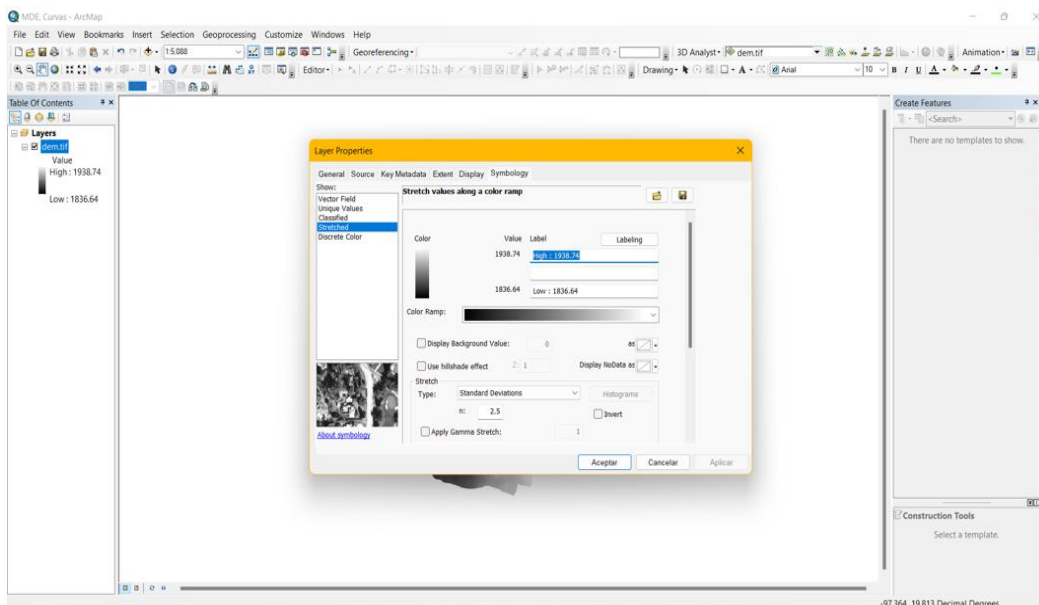 MDE, Curvas - ArcMap
File Edit View Bookmarks Insert Selection Geoprocessing Customize Windows Help
1:5,088 Georeferencing 3D Analyst dem.tif Animation
Editor Drawing A Arial 10 B I U A
Table Of Contents
Layers
dem.tif
Value
High : 1938.74
Low : 1836.64
Layer Properties
General Source Key Metadata Extent Display Symbology
Show:
Vector Field
Unique Values
Classified
Stretched
Discrete Color
About symbology
Stretch values along a color ramp
Color Value Label Labeling
1938.74 High : 1938.74
1836.64 Low : 1836.64
Color Ramp:
Display Background Value: 0 as
Use hillshade effect Z: 1 Display NoData as
Stretch
Type: Standard Deviations Histograms
n: 2.5 Invert
Apply Gamma Stretch: 1
Aceptar Cancelar Aplicar
Create Features
<Search>
There are no templates to show.
Construction Tools
Select a template.
-97.364 19.813 Decimal Degrees